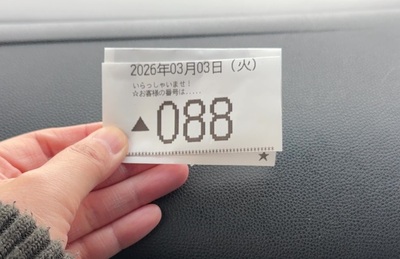 2026年03月03日（火）
いらっしゃいませ！
☆お客様の番号は.....
▲088
★